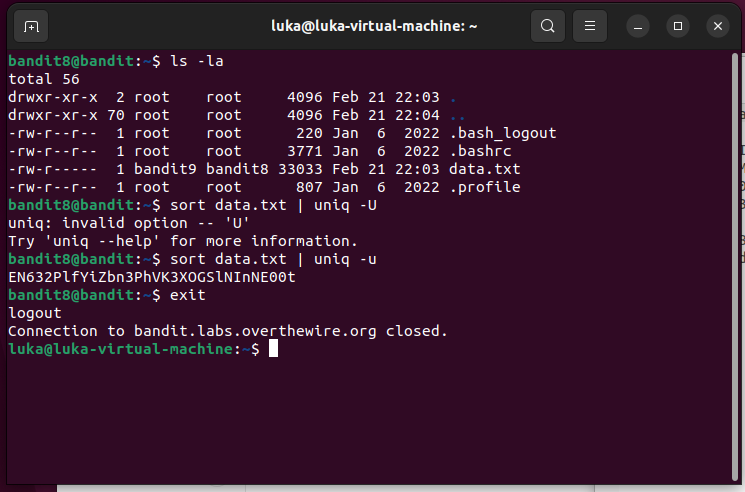 luka@luka-virtual-machine: ~
bandit8@bandit:~$ ls -la
total 56
drwxr-xr-x  2 root    root     4096 Feb 21 22:03 .
drwxr-xr-x 70 root    root     4096 Feb 21 22:04 ..
-rw-r--r--  1 root    root      220 Jan  6  2022 .bash_logout
-rw-r--r--  1 root    root     3771 Jan  6  2022 .bashrc
-rw-r-----  1 bandit9 bandit8 33033 Feb 21 22:03 data.txt
-rw-r--r--  1 root    root      807 Jan  6  2022 .profile
bandit8@bandit:~$ sort data.txt | uniq -U
uniq: invalid option -- 'U'
Try 'uniq --help' for more information.
bandit8@bandit:~$ sort data.txt | uniq -u
EN632PlfYiZbn3PhVK3XOGSlNInNE00t
bandit8@bandit:~$ exit
logout
Connection to bandit.labs.overthewire.org closed.
luka@luka-virtual-machine:~$